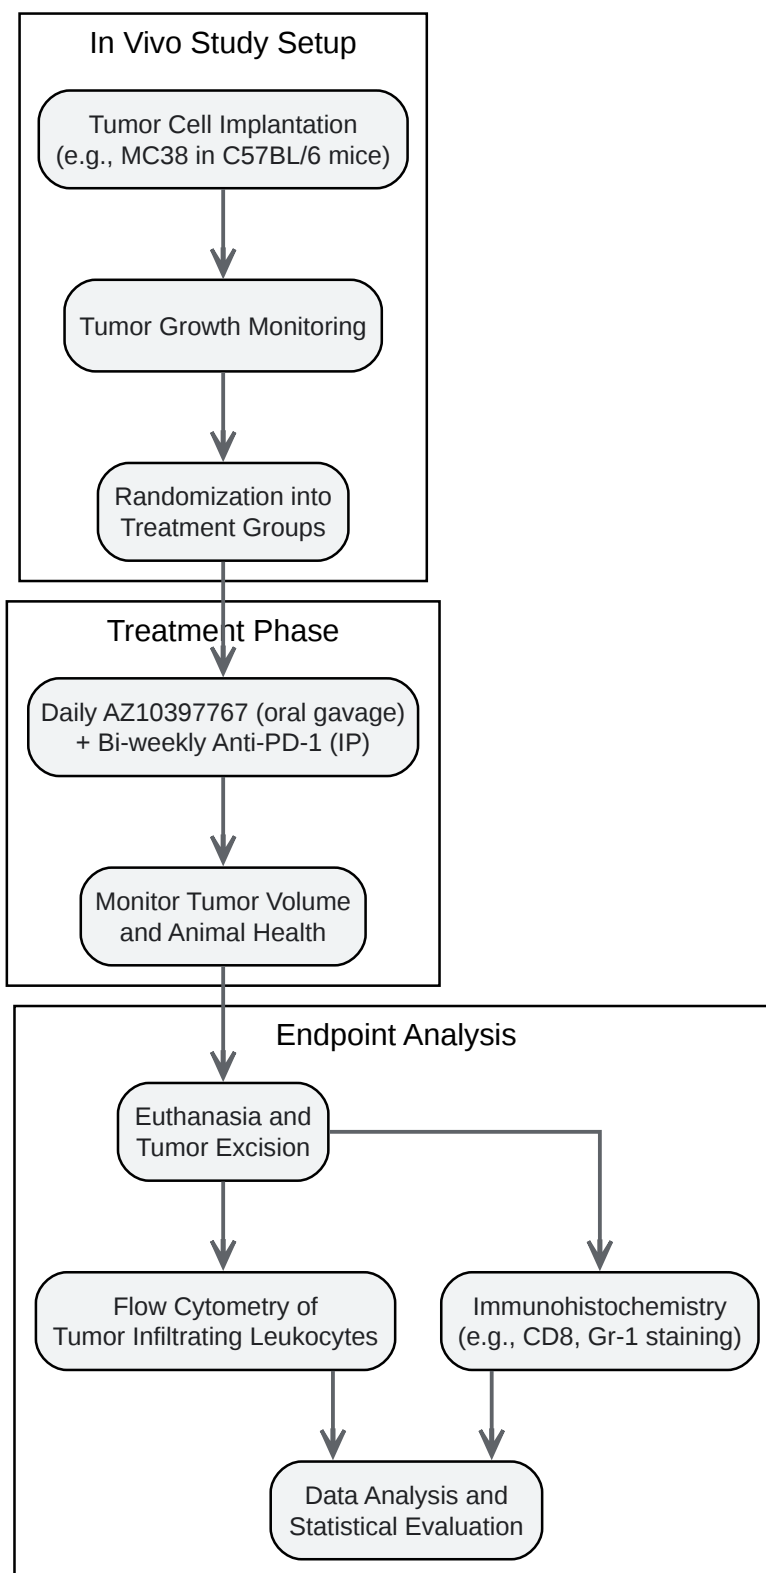 In Vivo Study Setup
Tumor Cell Implantation
(e.g., MC38 in C57BL/6 mice)
Tumor Growth Monitoring
Randomization into
Treatment Groups
Treatment Phase
Daily AZ10397767 (oral gavage)
+ Bi-weekly Anti-PD-1 (IP)
Monitor Tumor Volume
and Animal Health
Endpoint Analysis
Euthanasia and
Tumor Excision
Flow Cytometry of
Tumor Infiltrating Leukocytes
Immunohistochemistry
(e.g., CD8, Gr-1 staining)
Data Analysis and
Statistical Evaluation